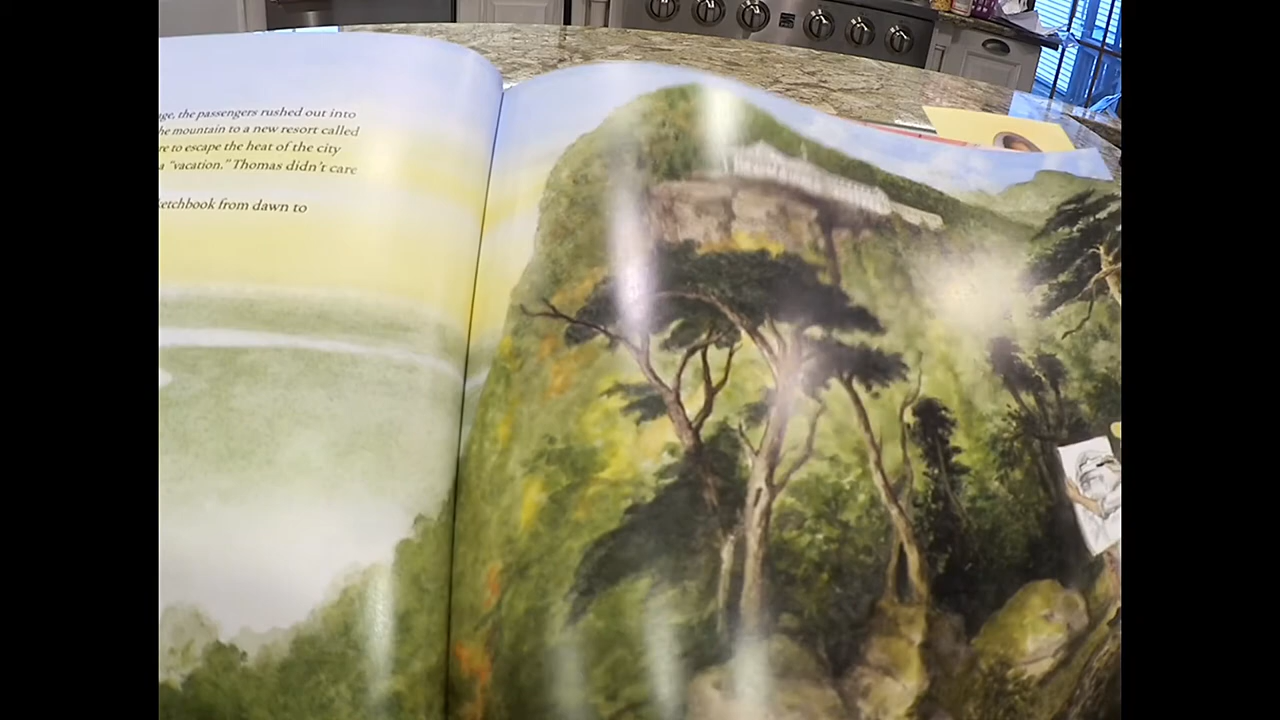 the passengers rushed out into
he mountain to a new resort called
re to escape the heat of the city
a "vacation." Thomas didn't care
etchbook from dawn to